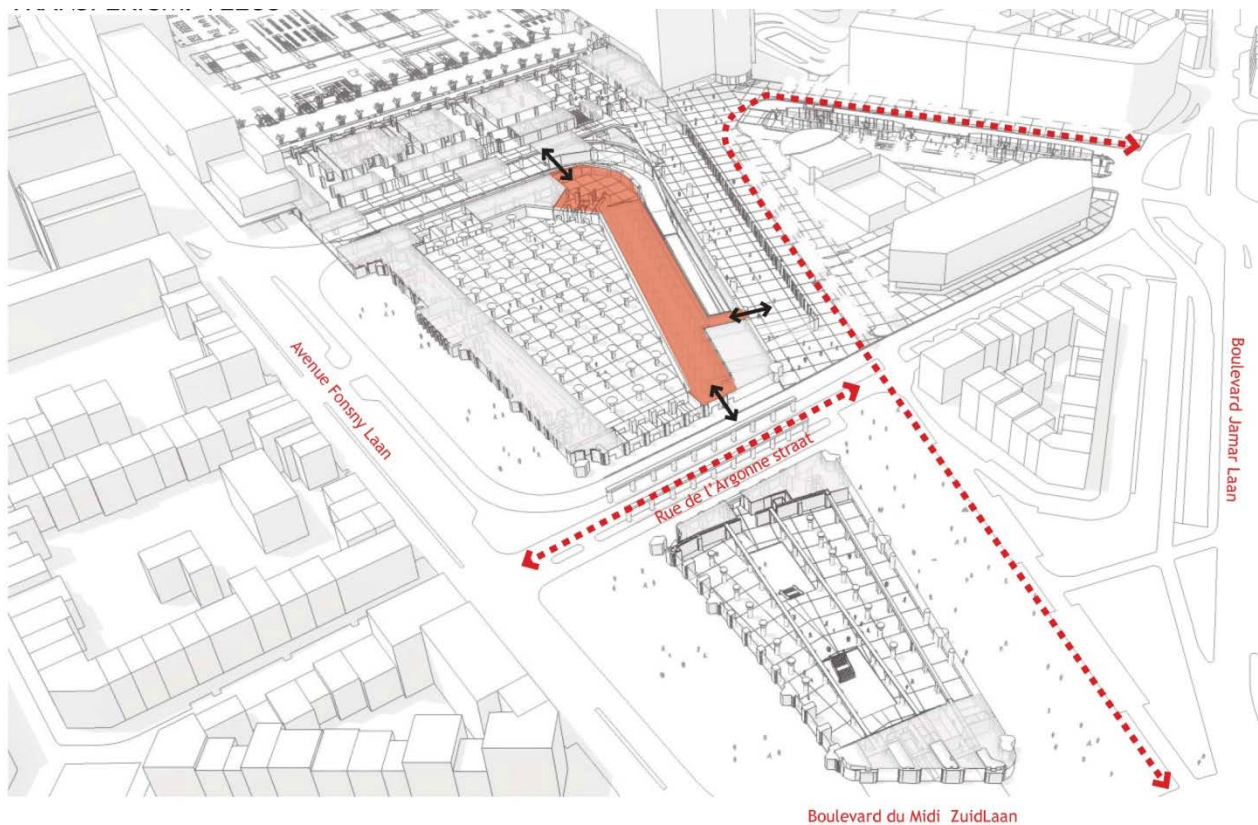 Avenue Fonsny Laan
Rue de l'Argonne straat
Boulevard Jamar Laan
Boulevard du Midi ZuidLaan